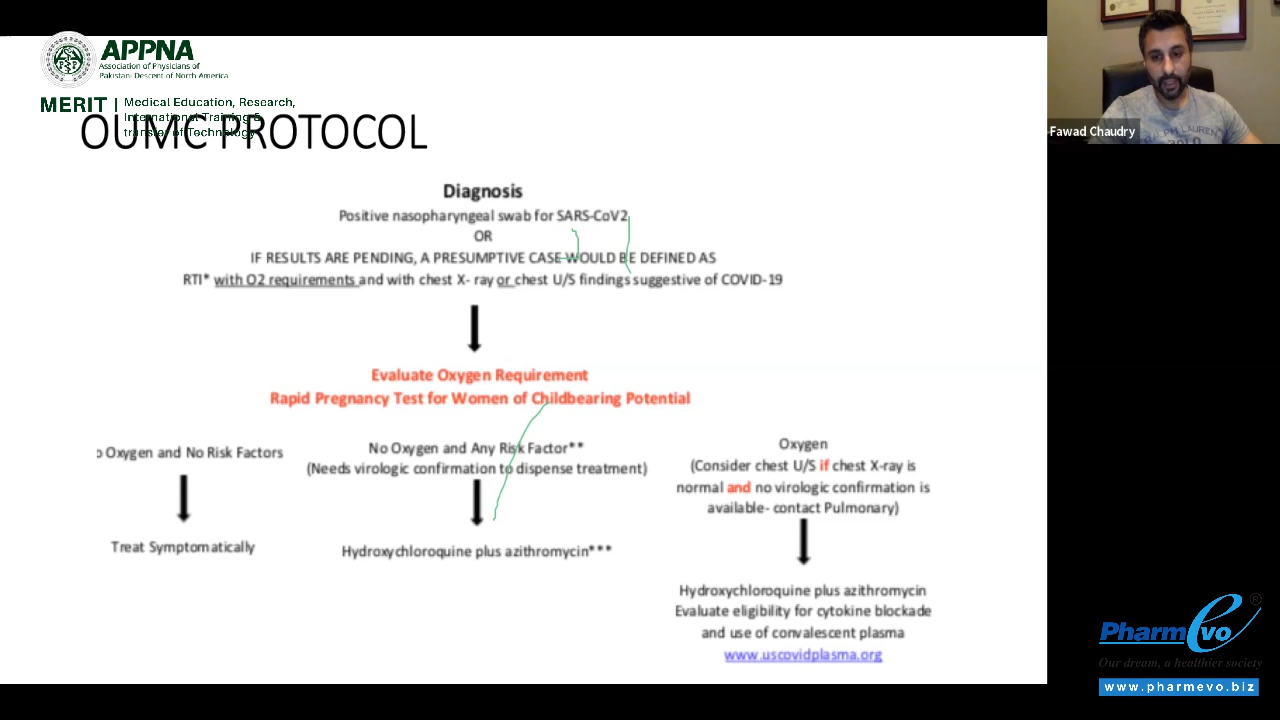 APPNA
Association of Physicians of
Pakistani Descent of North America
MERIT | Medical Education, Research,
International Training &
transfer of Technology
OUMC PROTOCOL
Fawad Chaudry
Diagnosis
Positive nasopharyngeal swab for SARS-CoV2
OR
IF RESULTS ARE PENDING, A PRESUMPTIVE CASE WOULD BE DEFINED AS
RTI* with O2 requirements and with chest X- ray or chest U/S findings suggestive of COVID-19
Evaluate Oxygen Requirement
Rapid Pregnancy Test for Women of Childbearing Potential
o Oxygen and No Risk Factors
Treat Symptomatically
No Oxygen and Any Risk Factor**
(Needs virologic confirmation to dispense treatment)
Hydroxychloroquine plus azithromycin***
Oxygen
(Consider chest U/S if chest X-ray is
normal and no virologic confirmation is
available- contact Pulmonary)
Hydroxychloroquine plus azithromycin
Evaluate eligibility for cytokine blockade
and use of convalescent plasma
www.uscovidplasma.org
PharmEvo ®
Our dream, a healthier society
www.pharmevo.biz